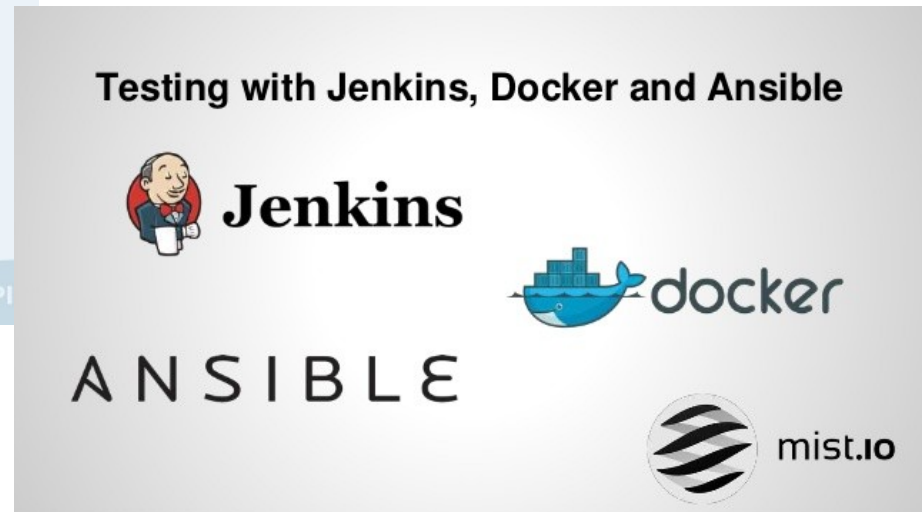 Testing with Jenkins, Docker and Ansible
Jenkins
docker
ANSIBLE
mist.io